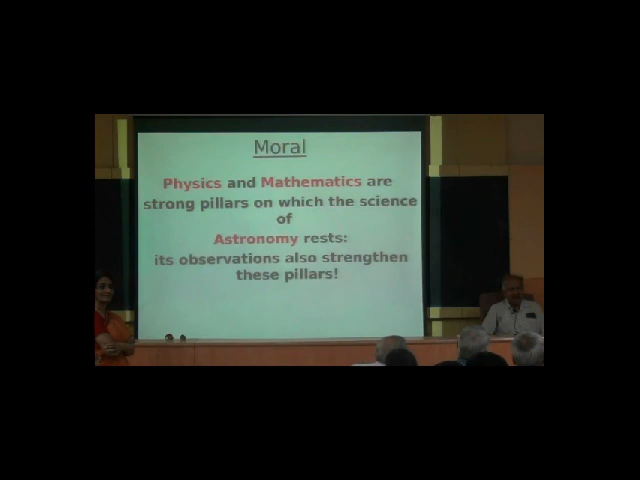 Moral
Physics and Mathematics are
strong pillars on which the science
of
Astronomy rests:
its observations also strengthen
these pillars!